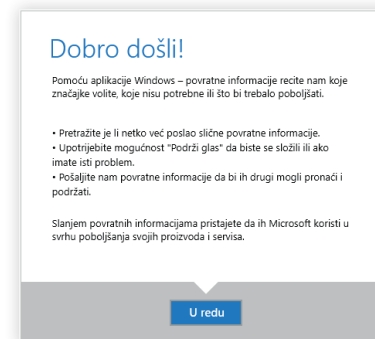 Dobro došli!
Pomoću aplikacije Windows – povratne informacije recite nam koje
značajke volite, koje nisu potrebne ili što bi trebalo poboljšati.
• Pretražite je li netko već poslao slične povratne informacije.
• Upotrijebite mogućnost "Podrži glas" da biste se složili ili ako
imate isti problem.
• Pošaljite nam povratne informacije da bi ih drugi mogli pronaći i
podržati.
Slanjem povratnih informacijama pristajete da ih Microsoft koristi u
svrhu poboljšanja svojih proizvoda i servisa.
U redu